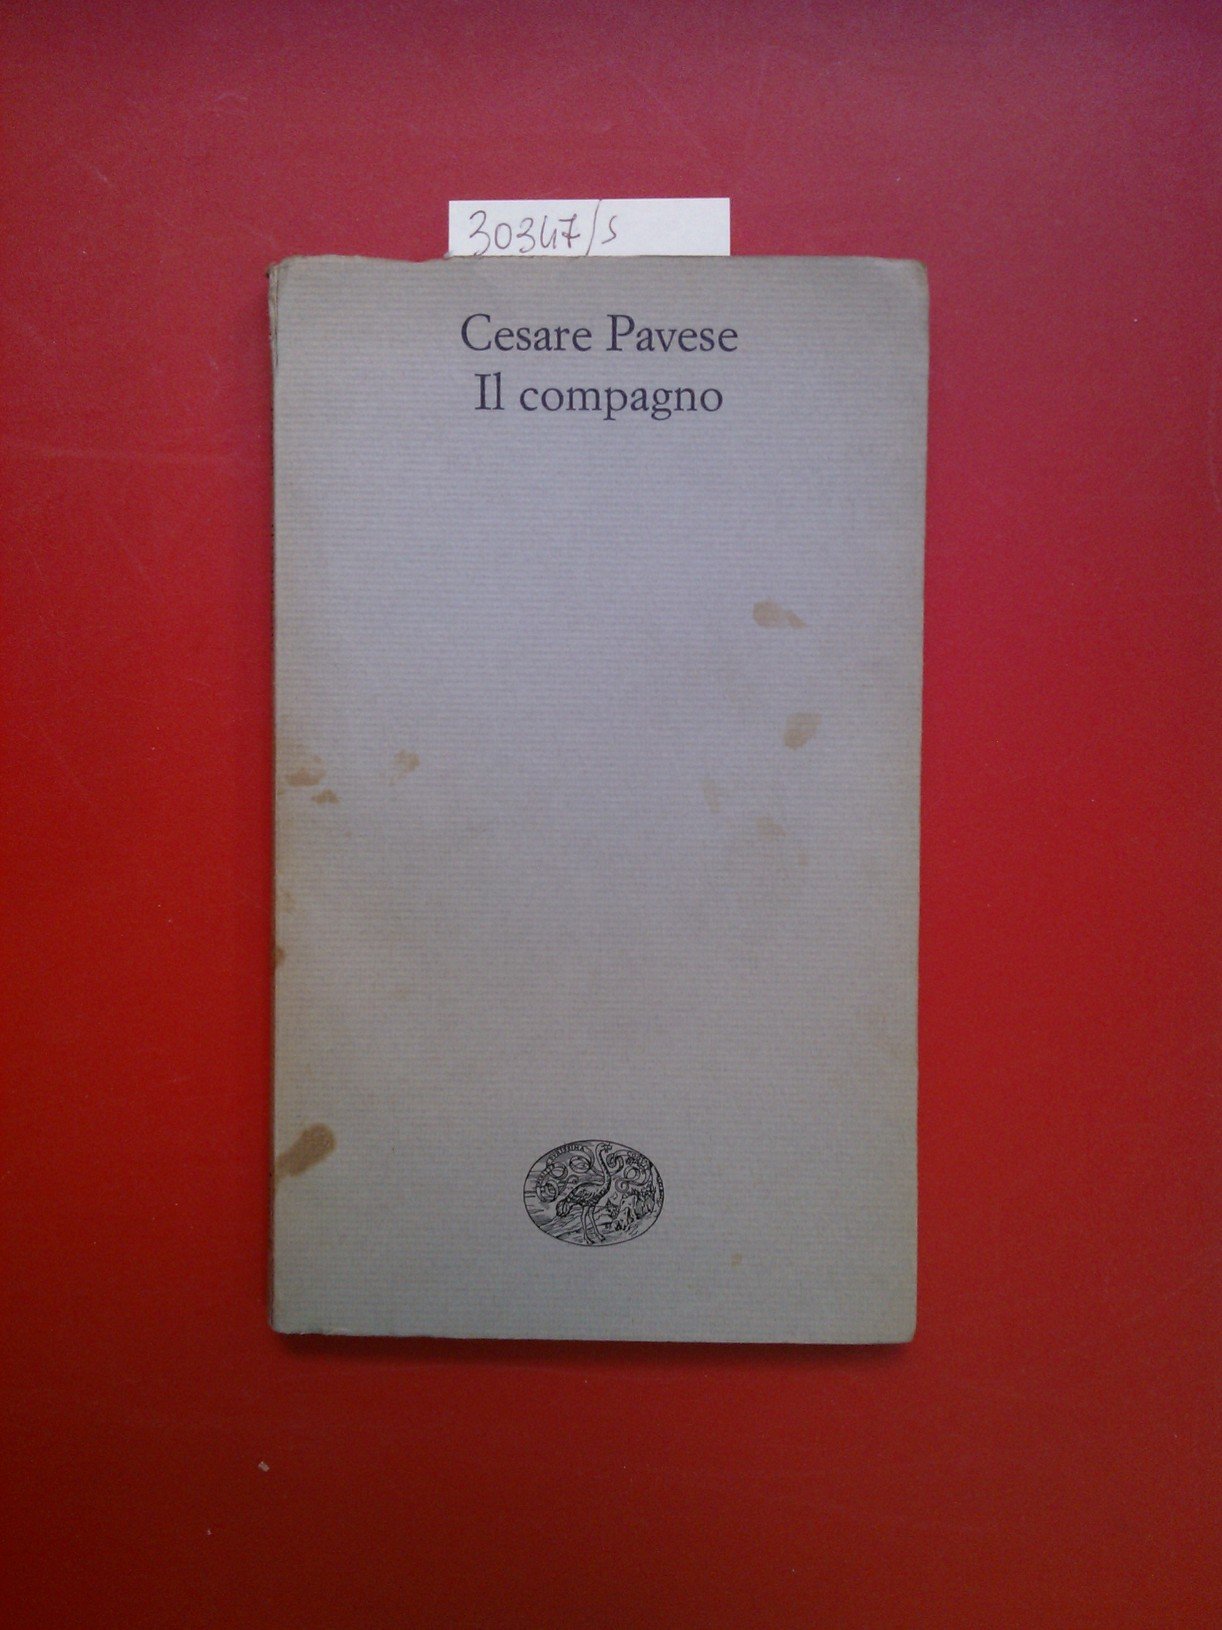 30347/s
Cesare Pavese
Il compagno